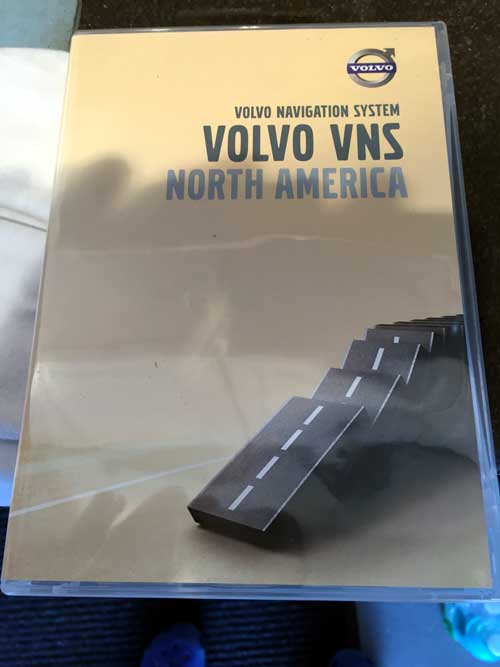 VOLVO
VOLVO NAVIGATION SYSTEM
VOLVO VNS
NORTH AMERICA